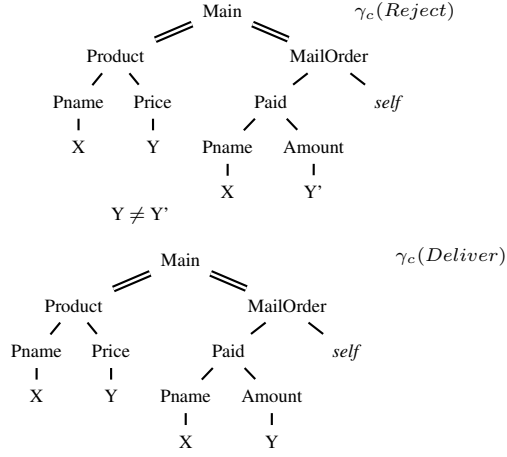 Main γc(Reject)
Product MailOrder
Pname Price Paid self
X Y Pname Amount
X Y'
Y ≠ Y'
Main γc(Deliver)
Product MailOrder
Pname Price Paid self
X Y Pname Amount
X Y